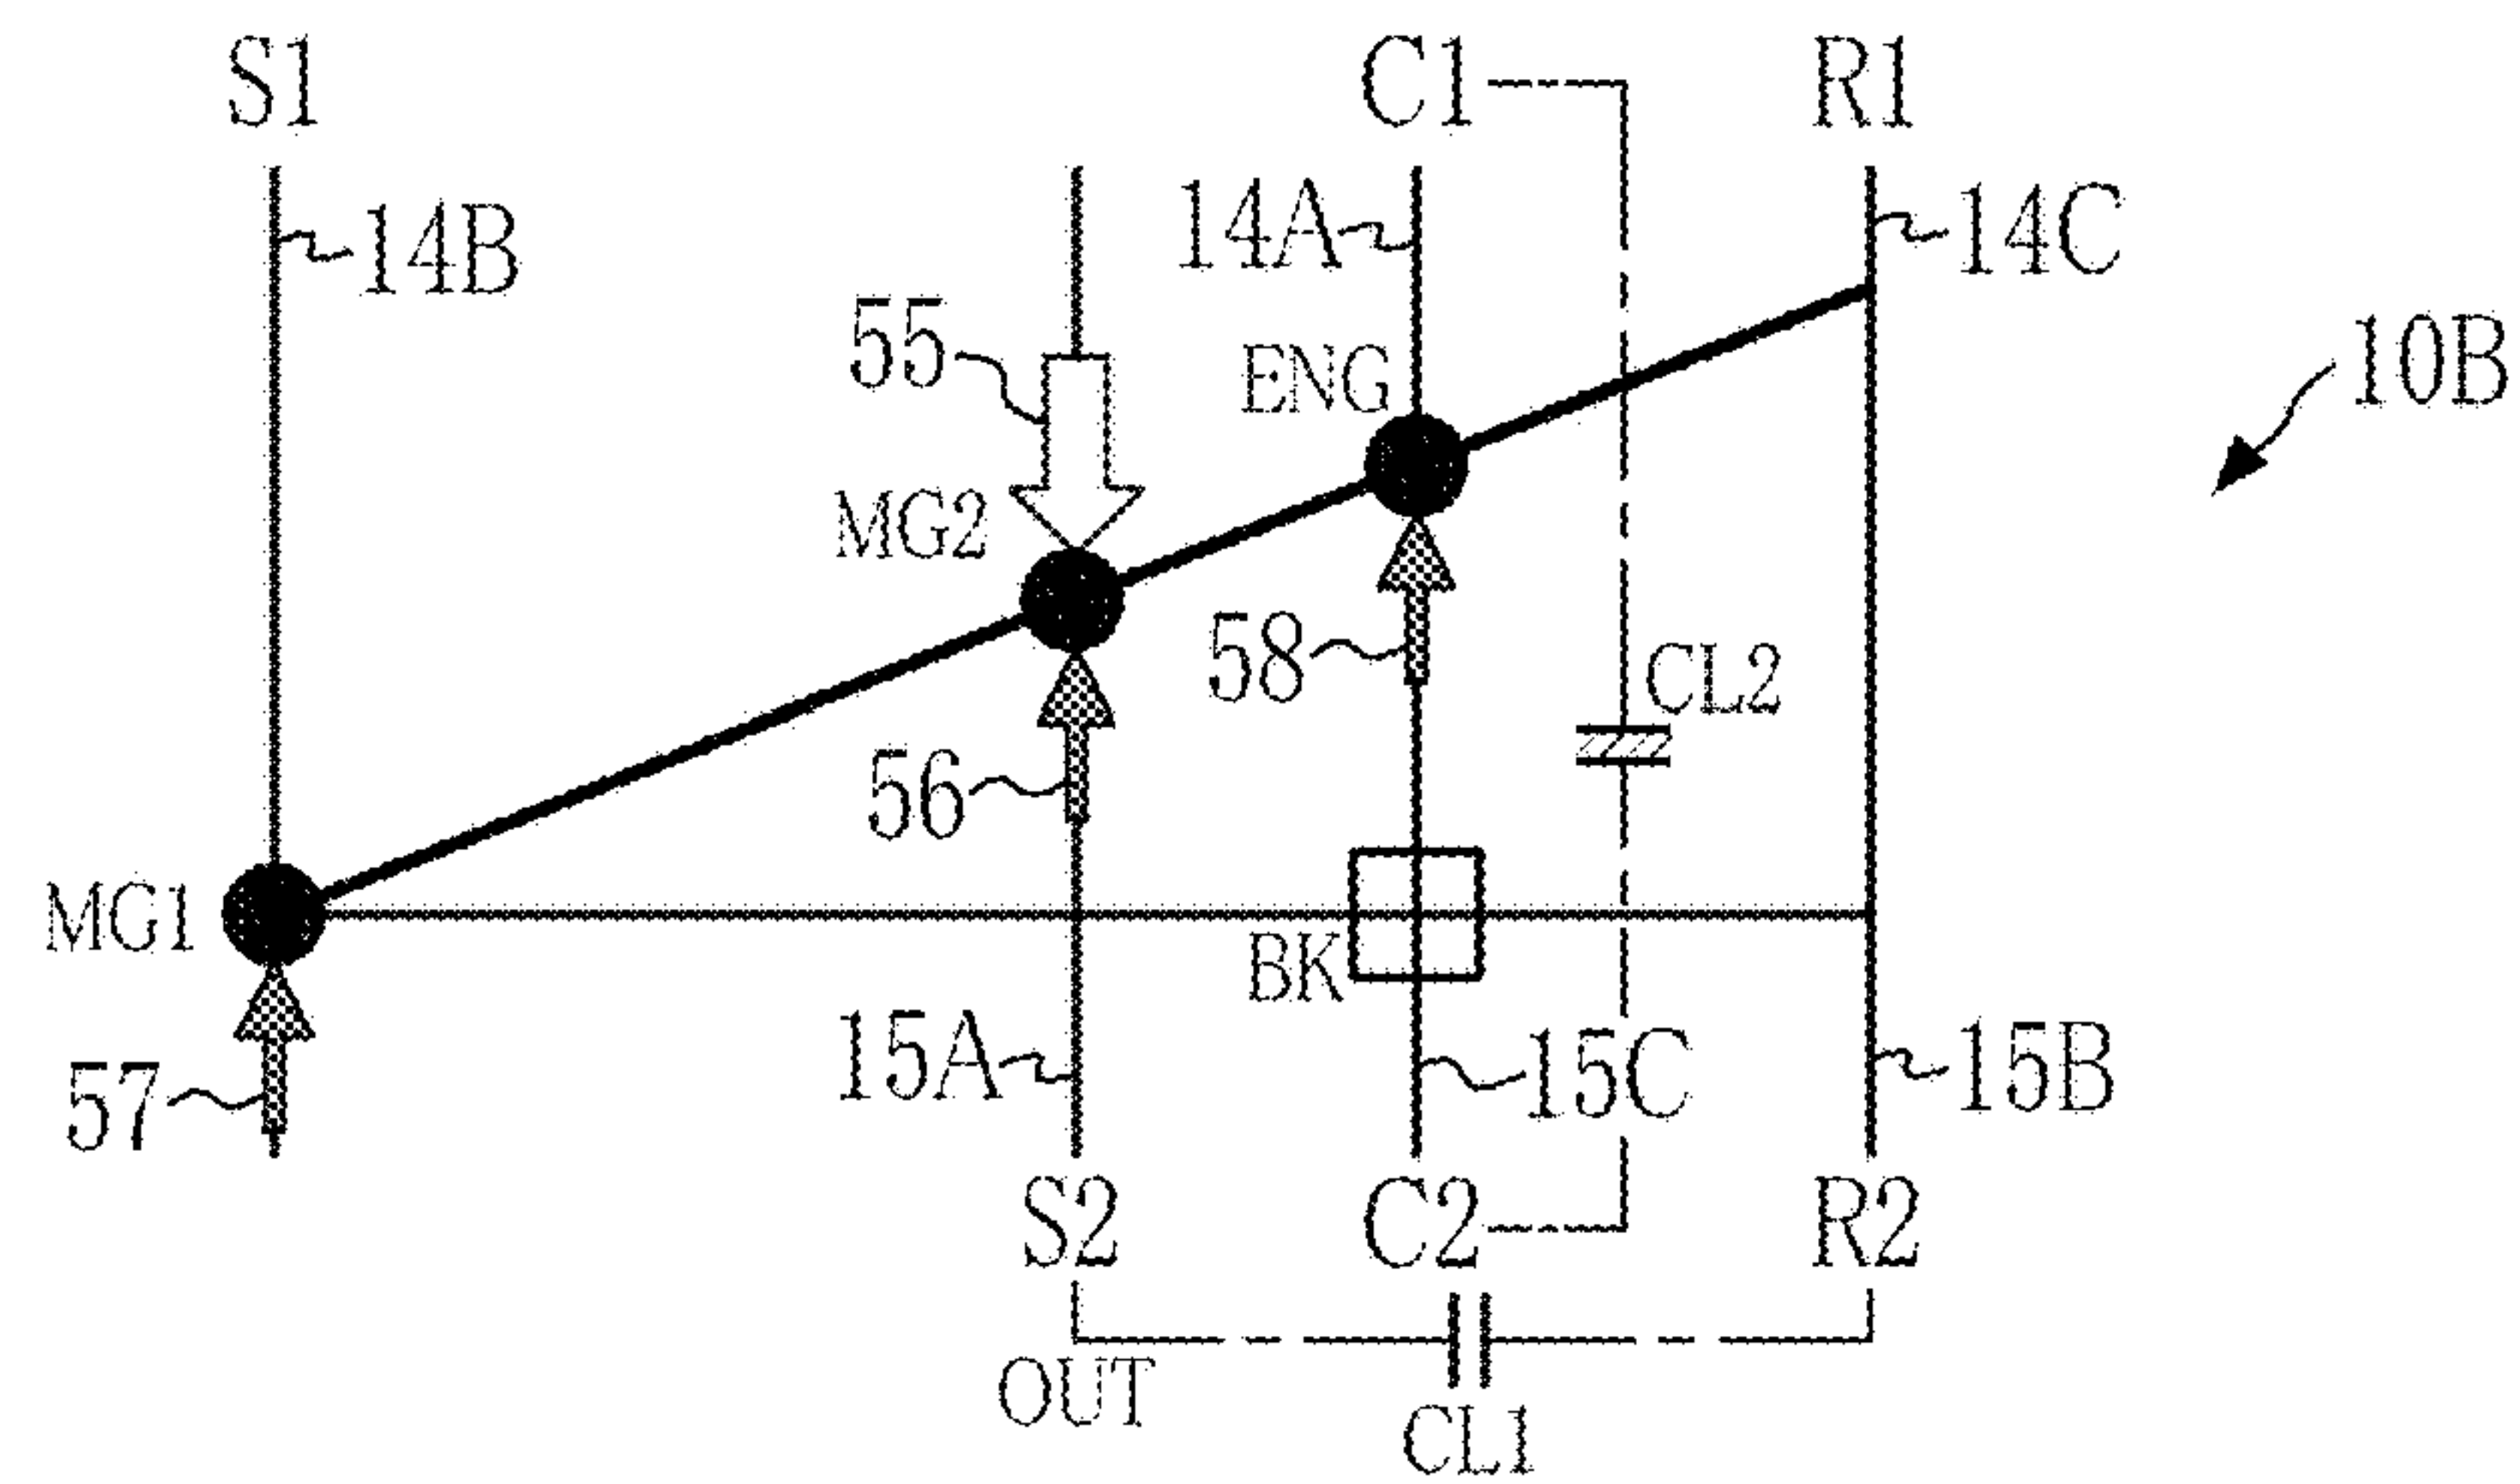 S1 C1 R1
14B 14A 14C
55 ENG 10B
MG2
58 CL2
56
MG1 BK
57 15A 15C 15B
S2 C2 R2
OUT
CL1